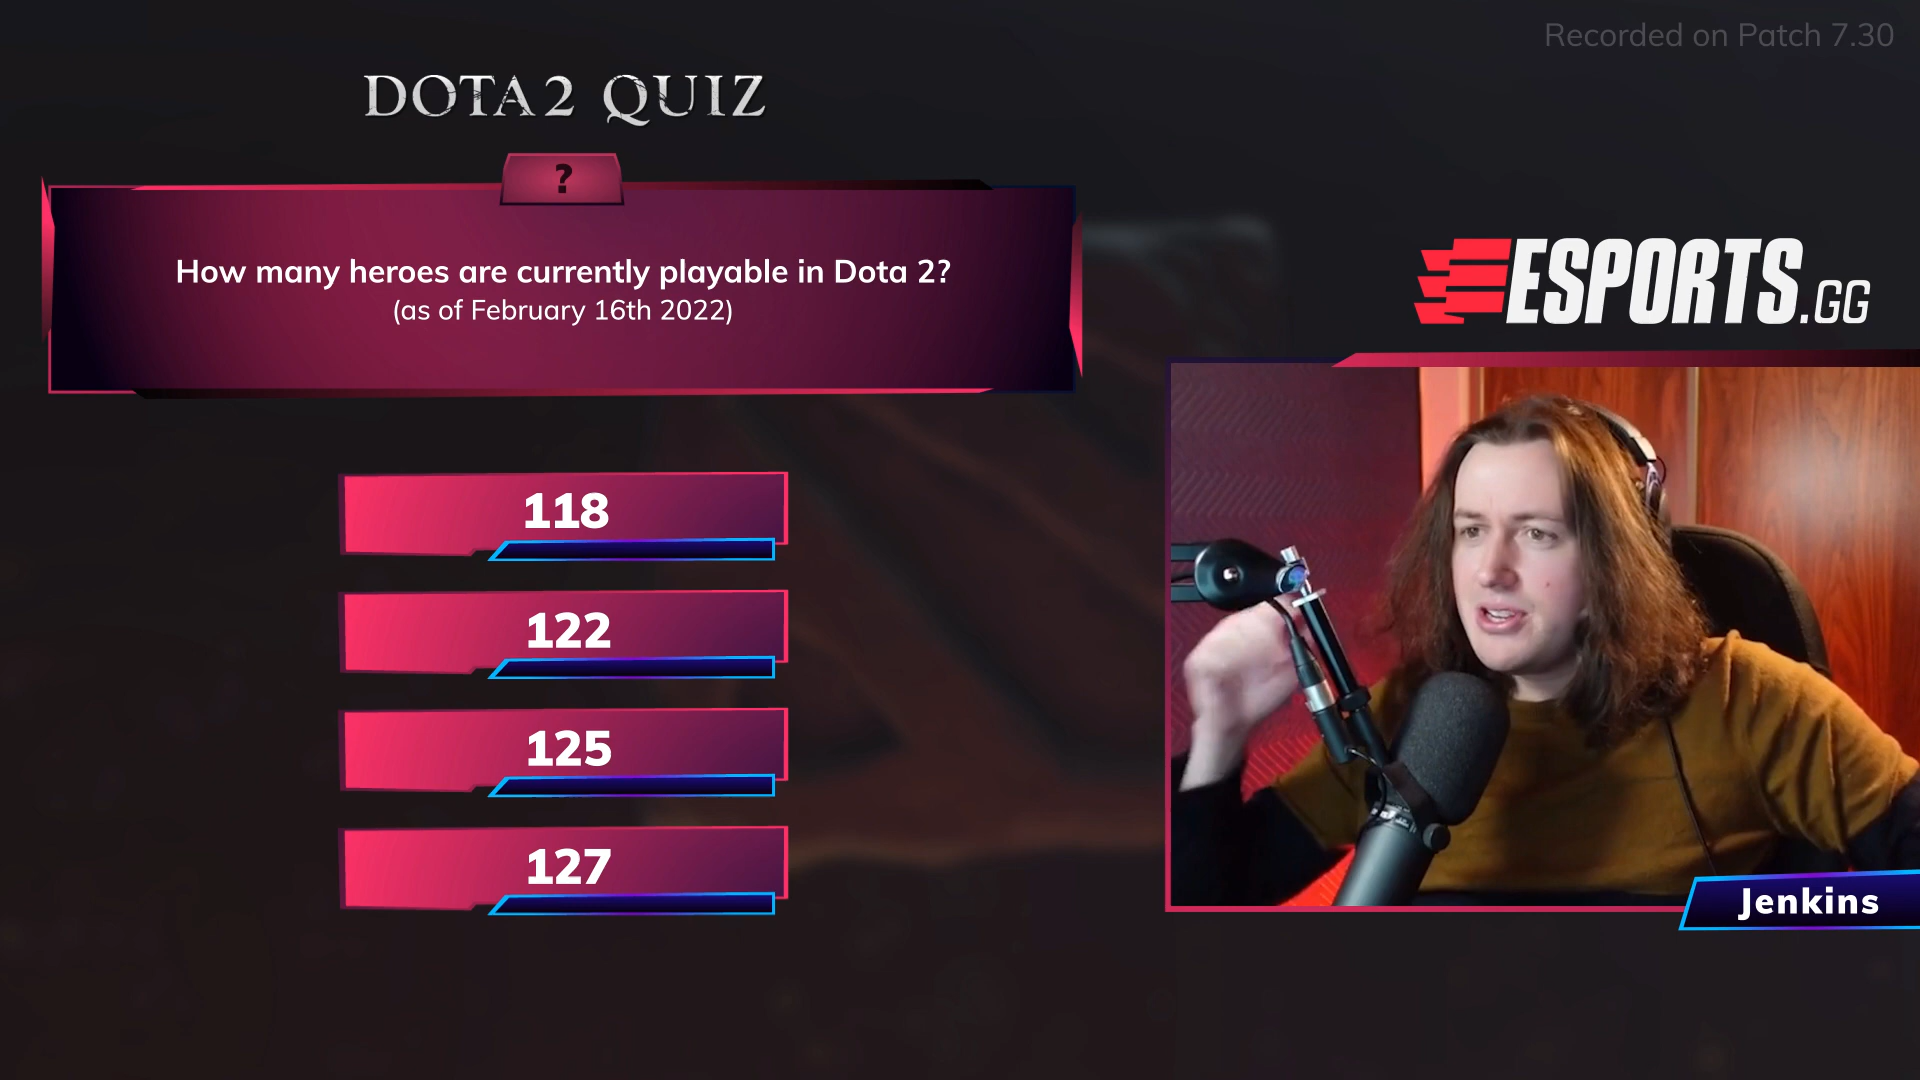 Recorded on Patch 7.30
DOTA2 QUIZ
?
How many heroes are currently playable in Dota 2?
(as of February 16th 2022)
ESPORTS.GG
118
122
125
127
Jenkins